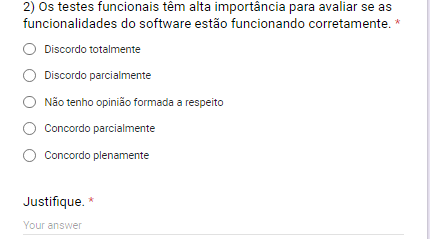 2) Os testes funcionais têm alta importância para avaliar se as
funcionalidades do software estão funcionando corretamente. *
Discordo totalmente
Discordo parcialmente
Não tenho opinião formada a respeito
Concordo parcialmente
Concordo plenamente
Justifique. *
Your answer